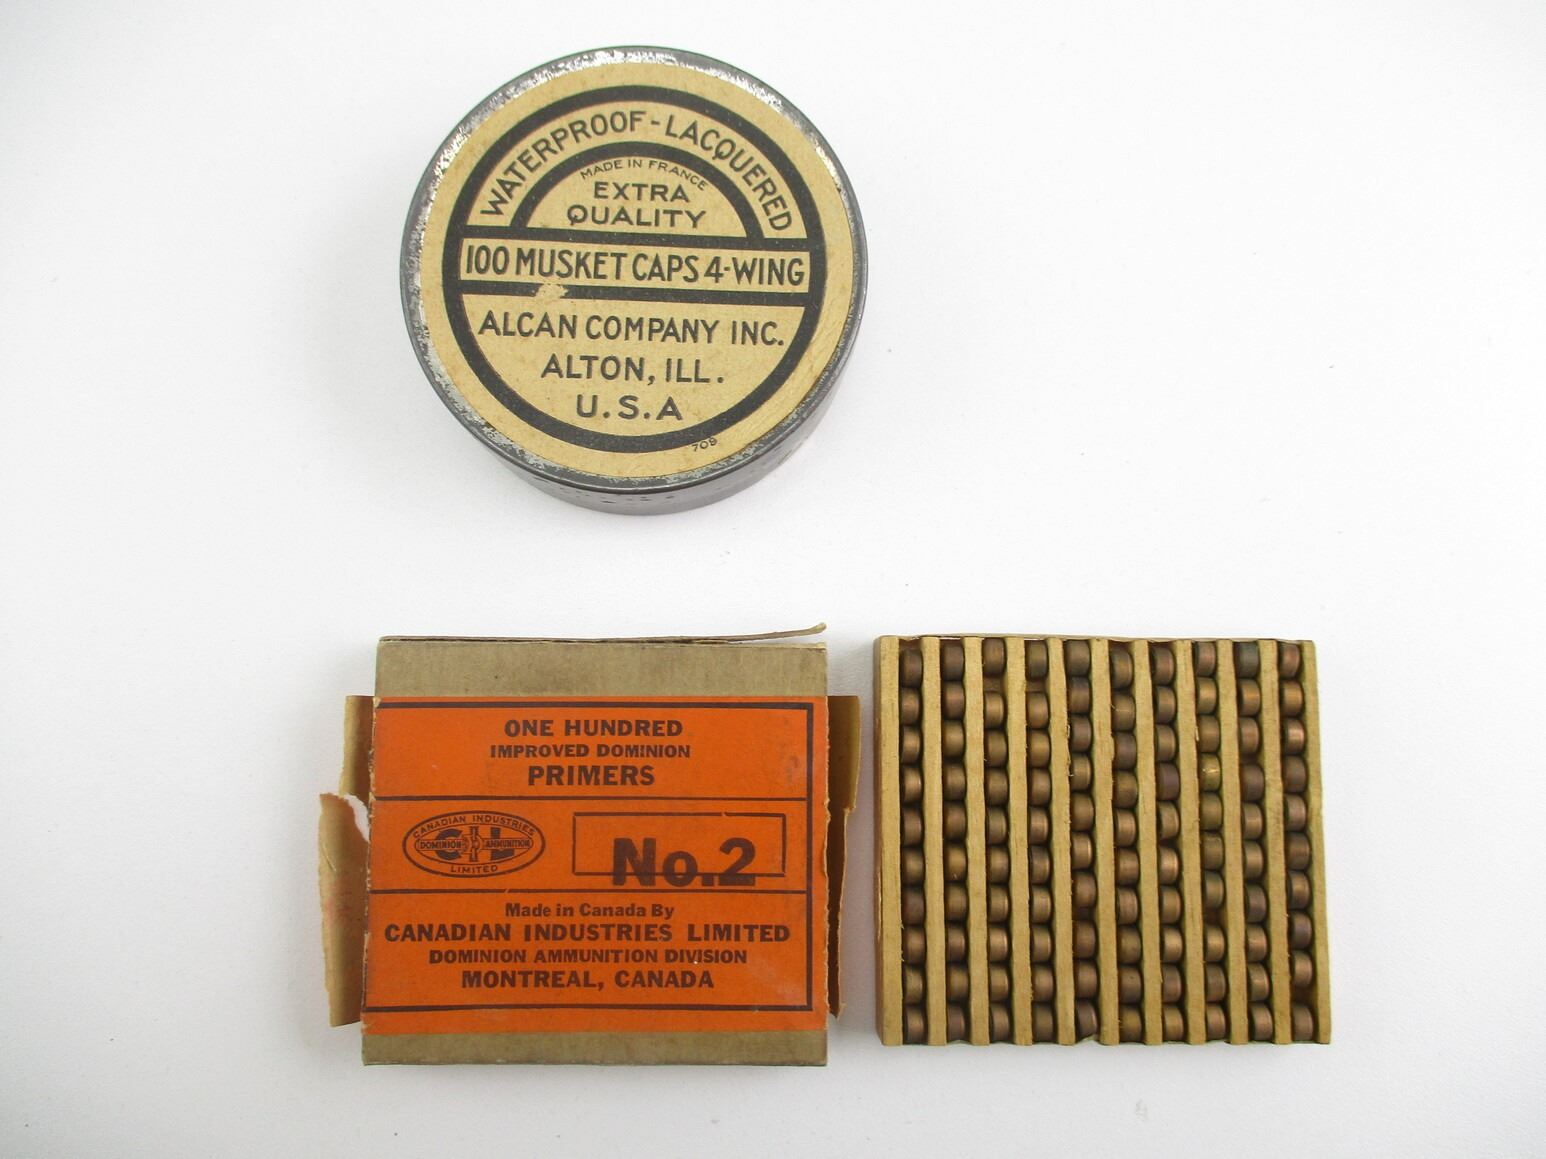 WATERPROOF-LACQUERED
MADE IN FRANCE
EXTRA
QUALITY
100 MUSKET CAPS 4-WING
ALCAN COMPANY INC.
ALTON, ILL.
U.S.A
709
ONE HUNDRED
IMPROVED DOMINION
PRIMERS
CANADIAN INDUSTRIES
CIL
DOMINION AMMUNITION
LIMITED
No.2
Made in Canada By
CANADIAN INDUSTRIES LIMITED
DOMINION AMMUNITION DIVISION
MONTREAL, CANADA